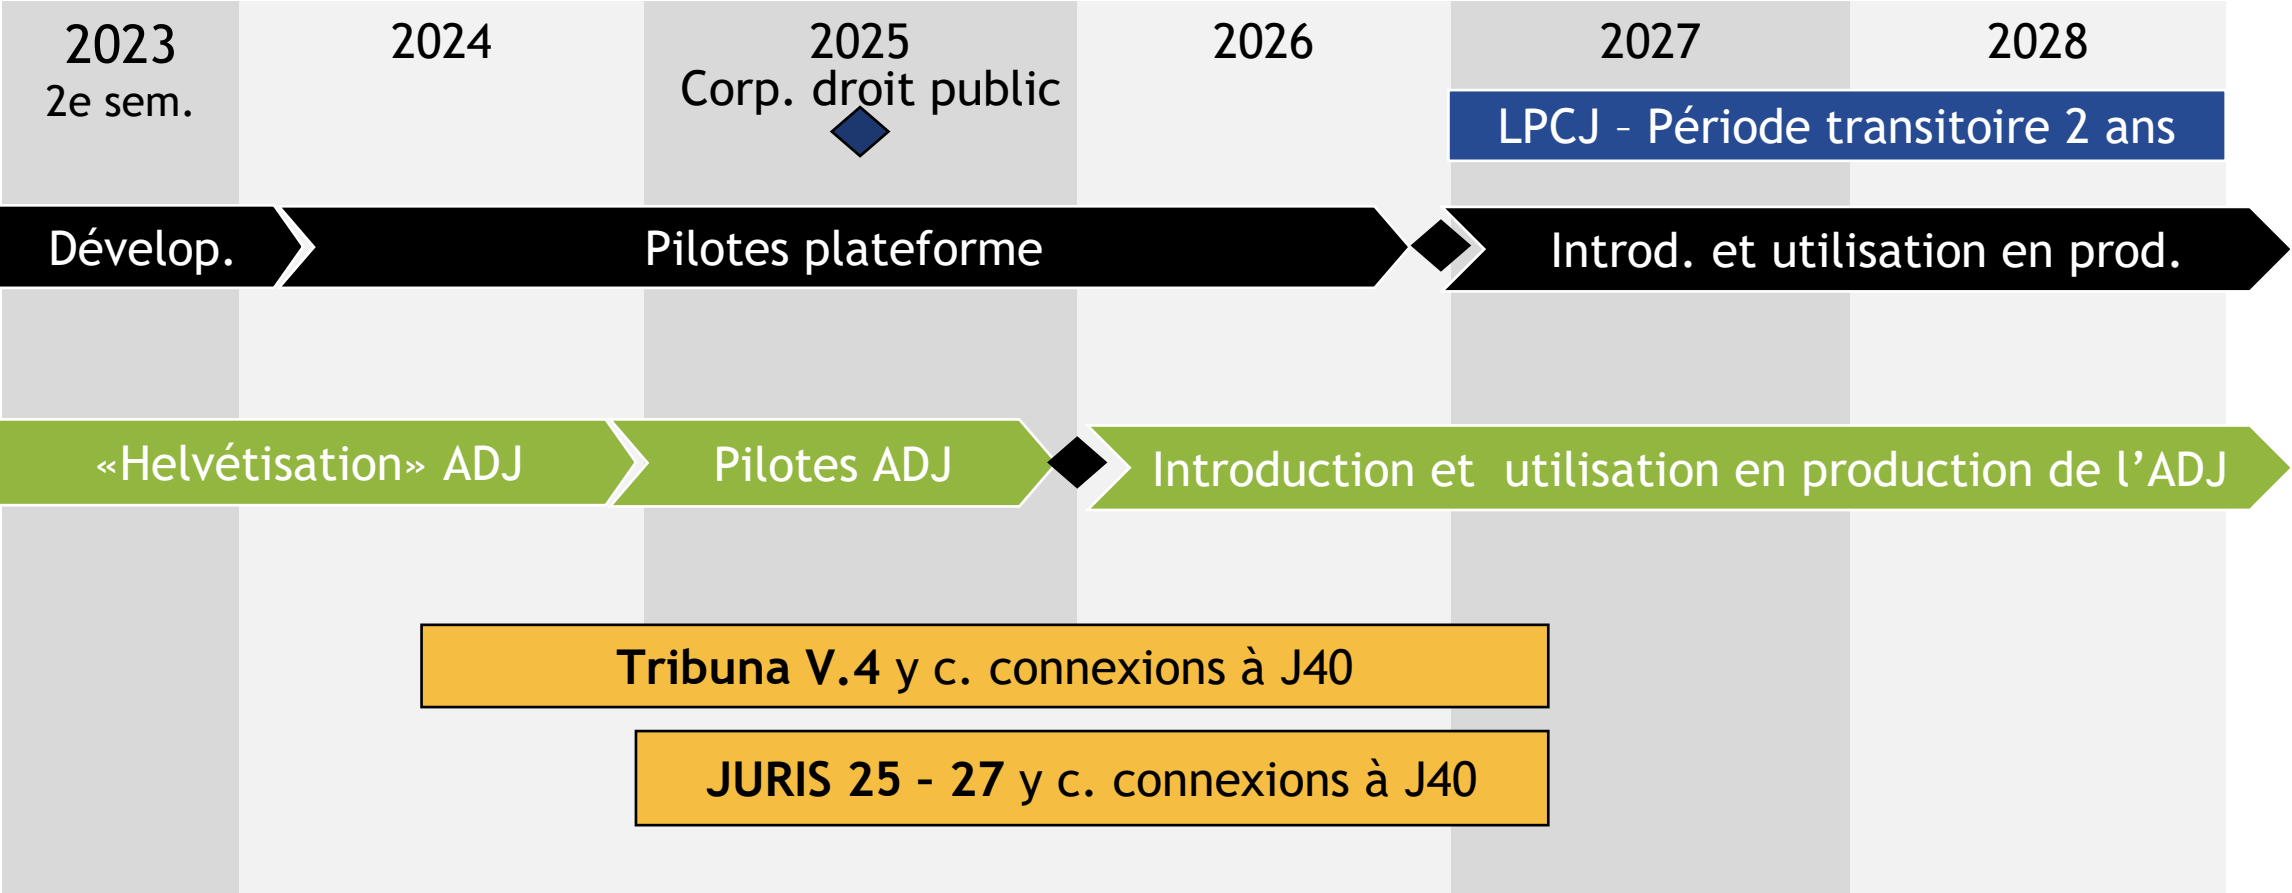 2023
2e sem.
2024
2025
Corp. droit public
2026
2027
2028
LPCJ – Période transitoire 2 ans
Dévelop.
Pilotes plateforme
Introd. et utilisation en prod.
«Helvétisation» ADJ
Pilotes ADJ
Introduction et  utilisation en production de l’ADJ
Tribuna V.4 y c. connexions à J40
JURIS 25 – 27 y c. connexions à J40